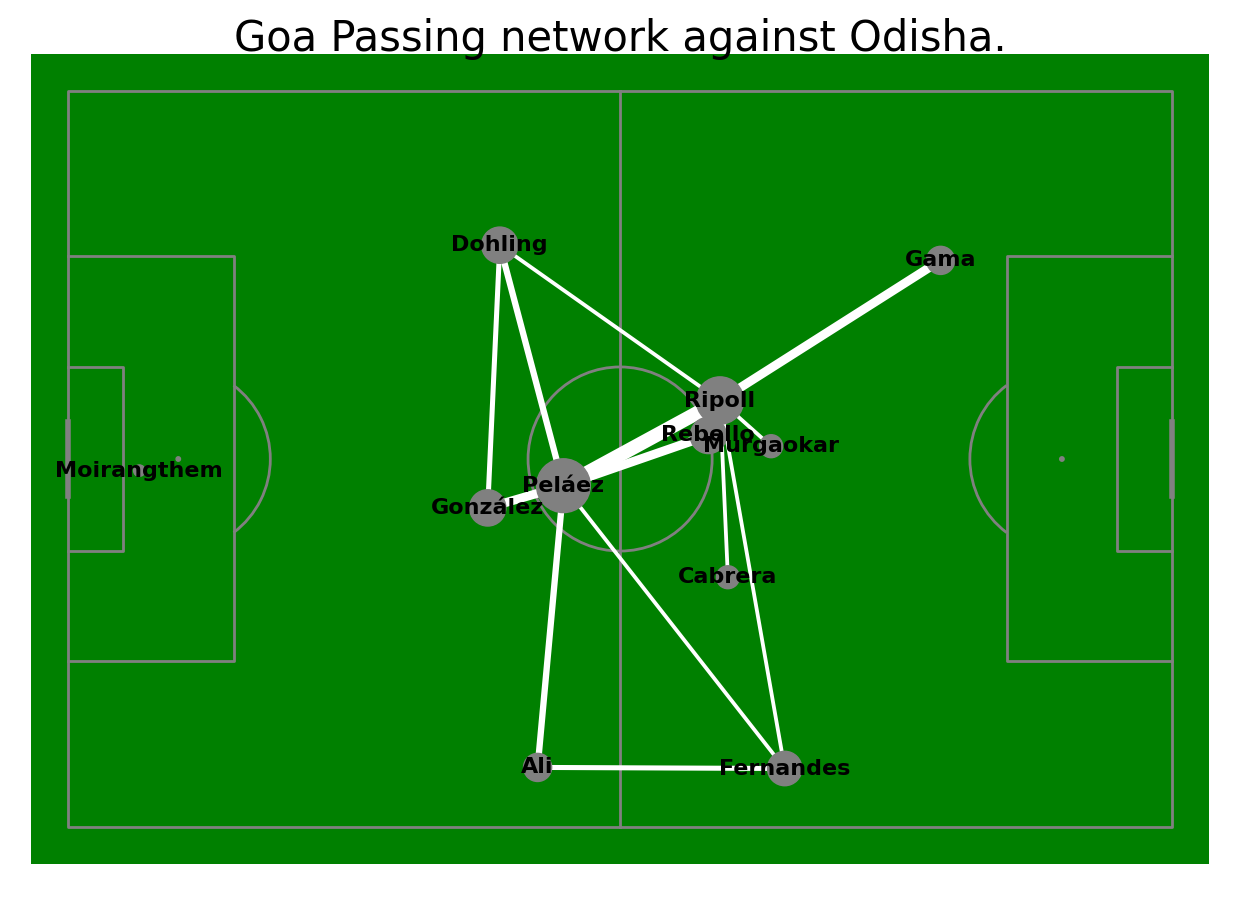 Goa Passing network against Odisha.
Dohling
Gama
Ripoll
Rebello
Murgaokar
Moirangthem
Peláez
González
Cabrera
Ali
Fernandes